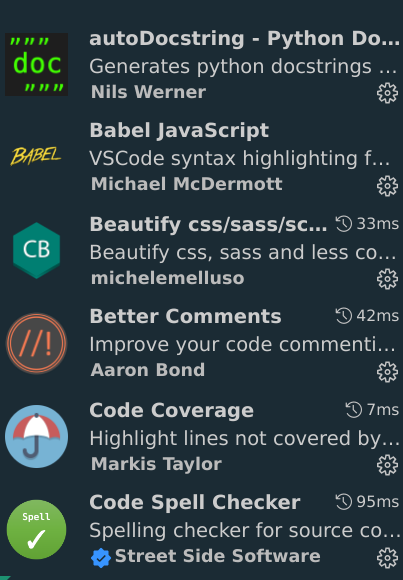 """
doc
"""
autoDocstring - Python Do...
Generates python docstrings ...
Nils Werner
BABEL
Babel JavaScript
VSCode syntax highlighting f...
Michael McDermott
CB
Beautify css/sass/sc... 33ms
Beautify css, sass and less co...
michelemelluso
//!
Better Comments 42ms
Improve your code commenti...
Aaron Bond
Code Coverage 7ms
Highlight lines not covered by...
Markis Taylor
Spell
Code Spell Checker 95ms
Spelling checker for source co...
Street Side Software